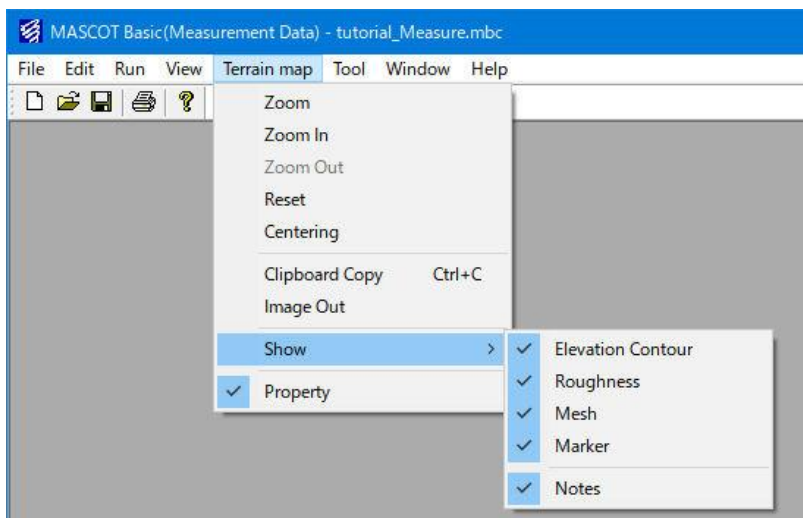 MASCOT Basic(Measurement Data) - tutorial_Measure.mbc
File Edit Run View Terrain map Tool Window Help
Zoom
Zoom In
Zoom Out
Reset
Centering
Clipboard Copy Ctrl+C
Image Out
Show
Elevation Contour
Roughness
Property
Mesh
Marker
Notes